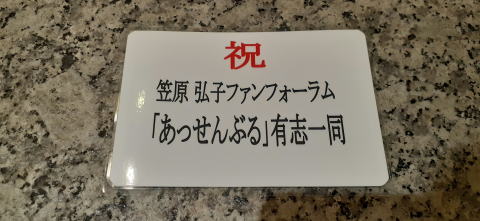 祝
笠原 弘子ファンフォーラム
「あっせんぶる」有志一同